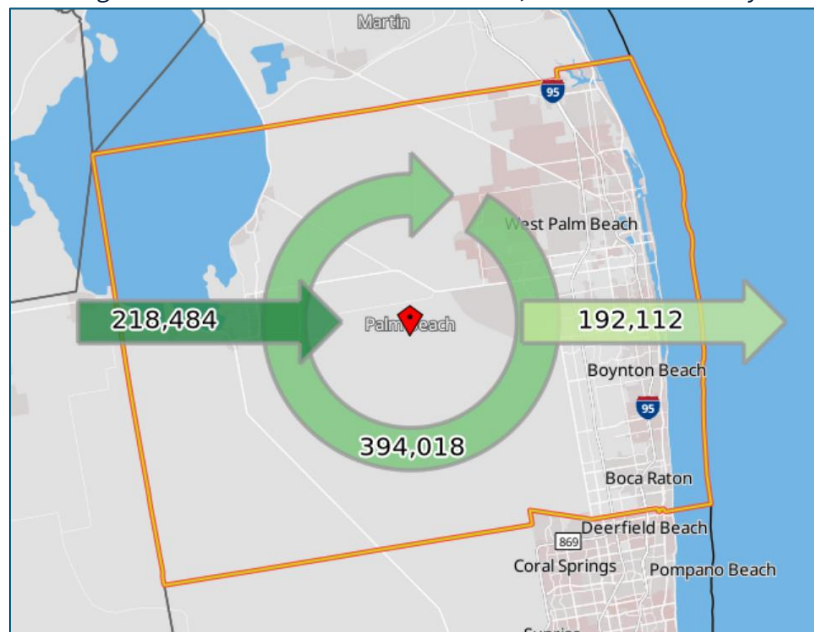 Martin
95
West Palm Beach
218,484
Palm Beach
192,112
Boynton Beach
95
394,018
Boca Raton
Deerfield Beach
869
Coral Springs
Pompano Beach